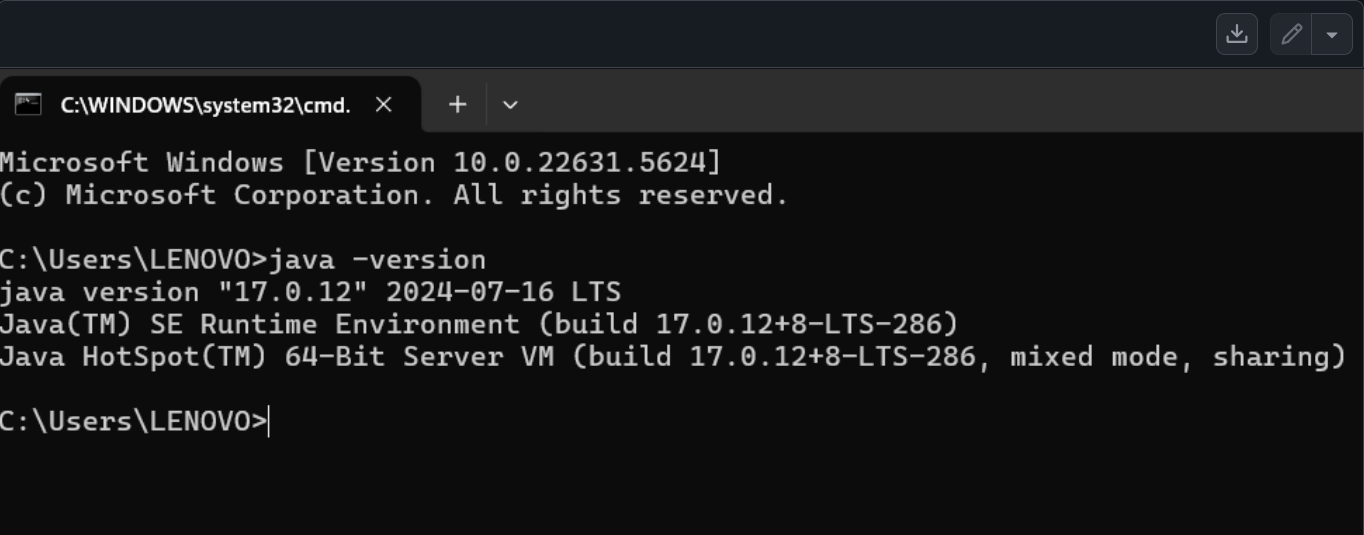 C:\WINDOWS\system32\cmd.
Microsoft Windows [Version 10.0.22631.5624]
(c) Microsoft Corporation. All rights reserved.
C:\Users\LENOVO>java -version
java version "17.0.12" 2024-07-16 LTS
Java(TM) SE Runtime Environment (build 17.0.12+8-LTS-286)
Java HotSpot(TM) 64-Bit Server VM (build 17.0.12+8-LTS-286, mixed mode, sharing)
C:\Users\LENOVO>